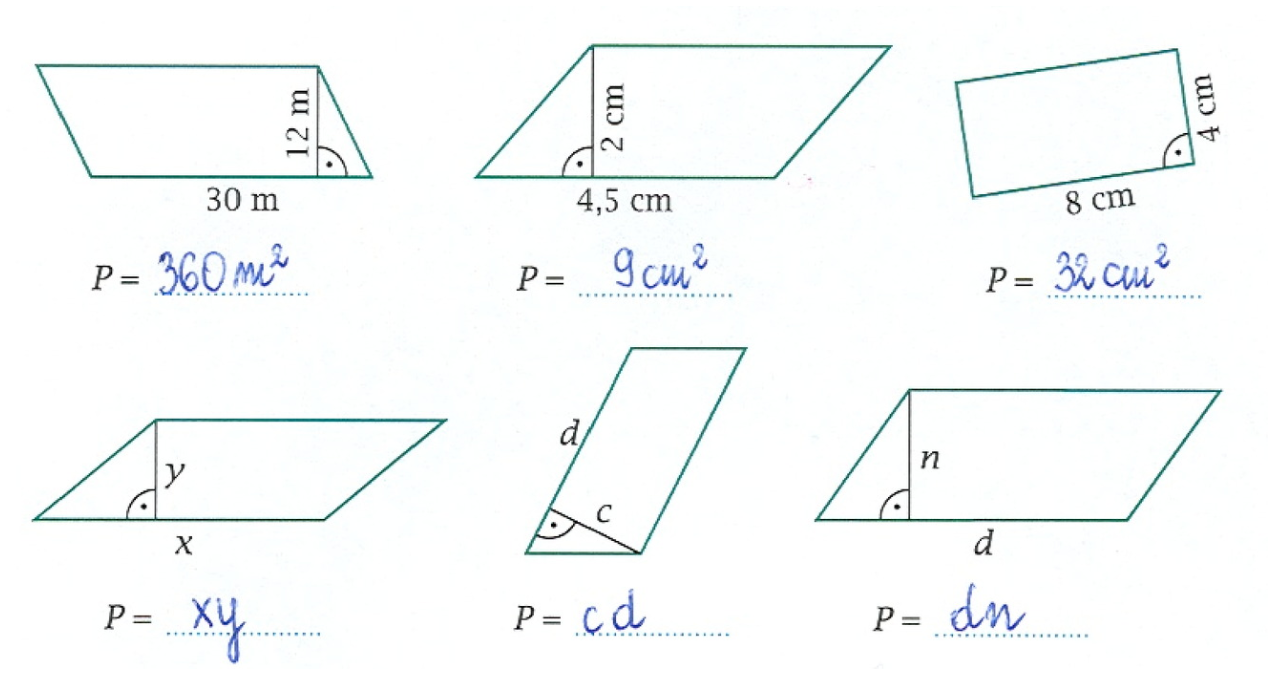 12 m
30 m
2 cm
4,5 cm
4 cm
8 cm
P = 360 m²
P = 9 cm²
P = 32 cm²
y
x
d
c
n
d
P = xy
P = cd
P = dn